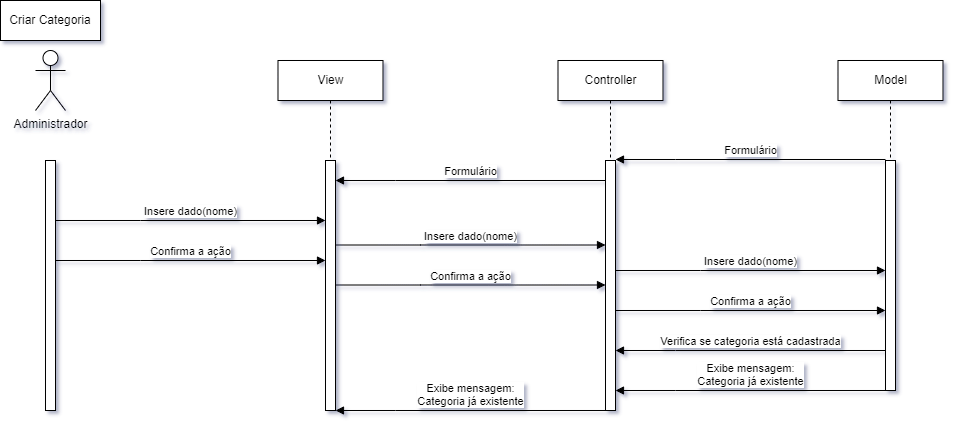 Criar Categoria
Administrador
View
Controller
Model
Formulário
Formulário
Insere dado(nome)
Insere dado(nome)
Confirma a ação
Insere dado(nome)
Confirma a ação
Confirma a ação
Verifica se categoria está cadastrada
Exibe mensagem:
Categoria já existente
Exibe mensagem:
Categoria já existente